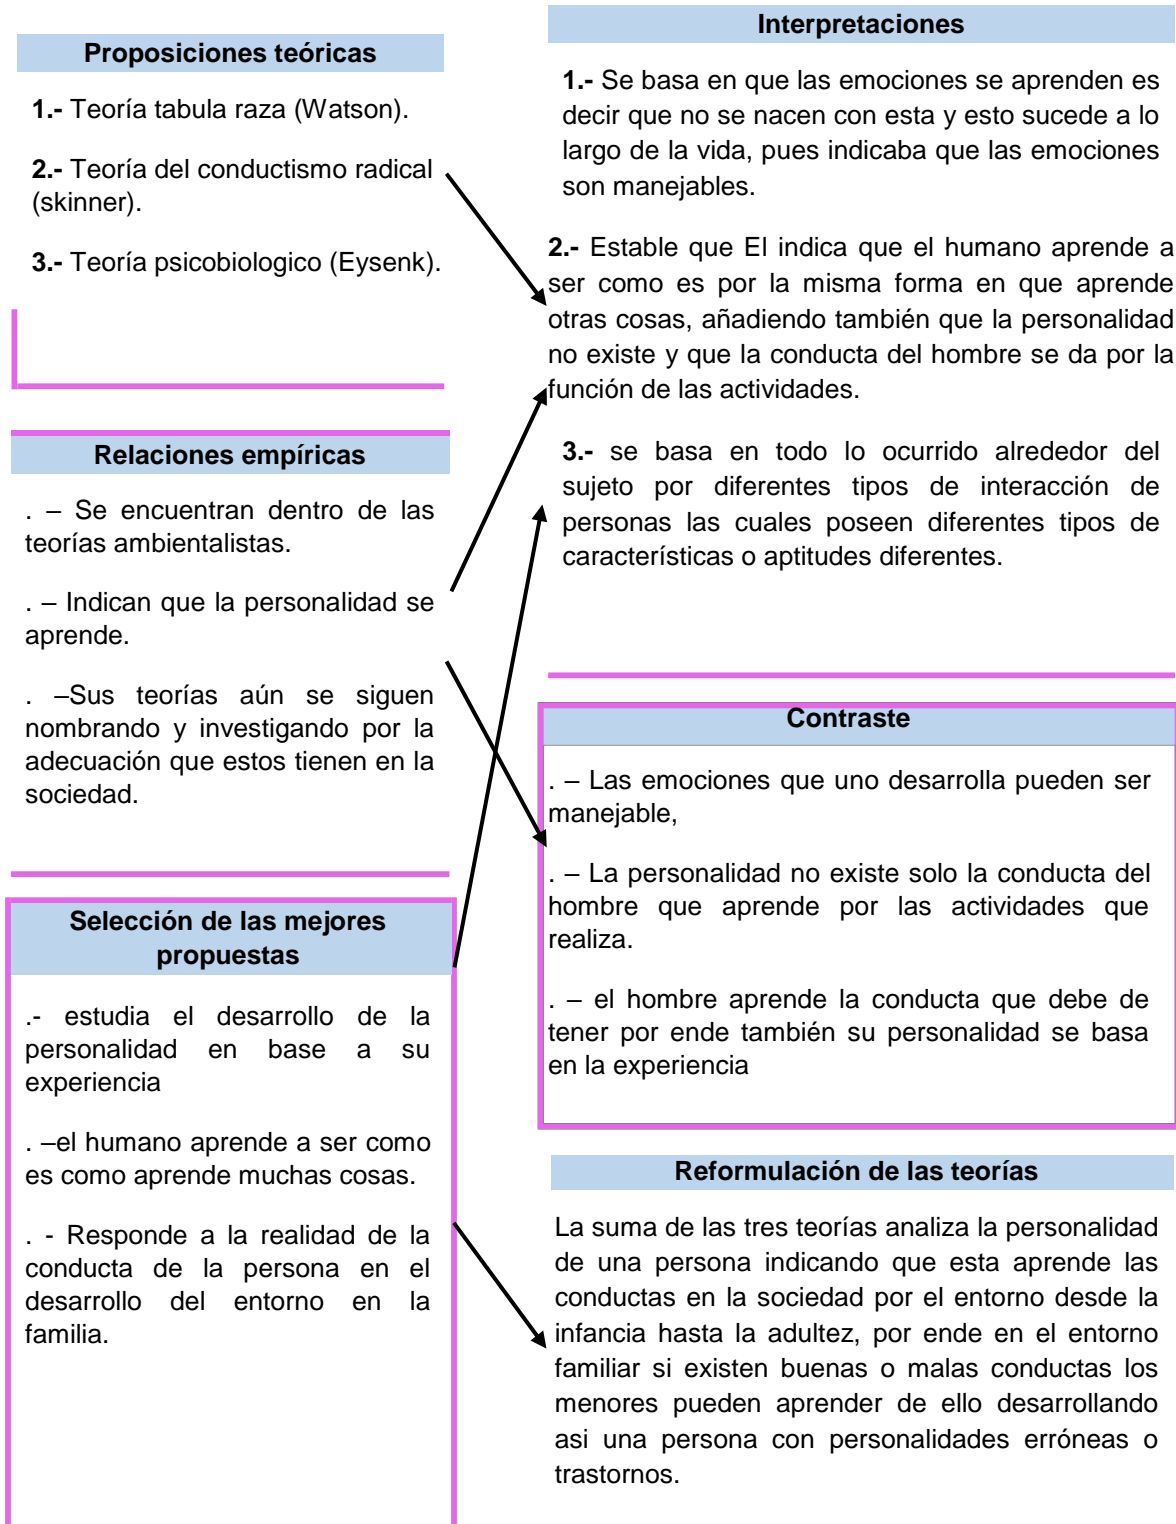 Proposiciones teóricas
1.- Teoría tabula raza (Watson).
2.- Teoría del conductismo radical
(skinner).
3.- Teoría psicobiologico (Eysenk).
Interpretaciones
1.- Se basa en que las emociones se aprenden es
decir que no se nacen con esta y esto sucede a lo
largo de la vida, pues indicaba que las emociones
son manejables.
2.- Estable que El indica que el humano aprende a
ser como es por la misma forma en que aprende
otras cosas, añadiendo también que la personalidad
no existe y que la conducta del hombre se da por la
función de las actividades.
3.- se basa en todo lo ocurrido alrededor del
sujeto por diferentes tipos de interacción de
personas las cuales poseen diferentes tipos de
características o aptitudes diferentes.
Relaciones empíricas
. – Se encuentran dentro de las
teorías ambientalistas.
. – Indican que la personalidad se
aprende.
. –Sus teorías aún se siguen
nombrando y investigando por la
adecuación que estos tienen en la
sociedad.
Contraste
. – Las emociones que uno desarrolla pueden ser
manejable,
. – La personalidad no existe solo la conducta del
hombre que aprende por las actividades que
realiza.
. – el hombre aprende la conducta que debe de
tener por ende también su personalidad se basa
en la experiencia
Selección de las mejores
propuestas
.- estudia el desarrollo de la
personalidad en base a su
experiencia
. –el humano aprende a ser como
es como aprende muchas cosas.
. - Responde a la realidad de la
conducta de la persona en el
desarrollo del entorno en la
familia.
Reformulación de las teorías
La suma de las tres teorías analiza la personalidad
de una persona indicando que esta aprende las
conductas en la sociedad por el entorno desde la
infancia hasta la adultez, por ende en el entorno
familiar si existen buenas o malas conductas los
menores pueden aprender de ello desarrollando
asi una persona con personalidades erróneas o
trastornos.